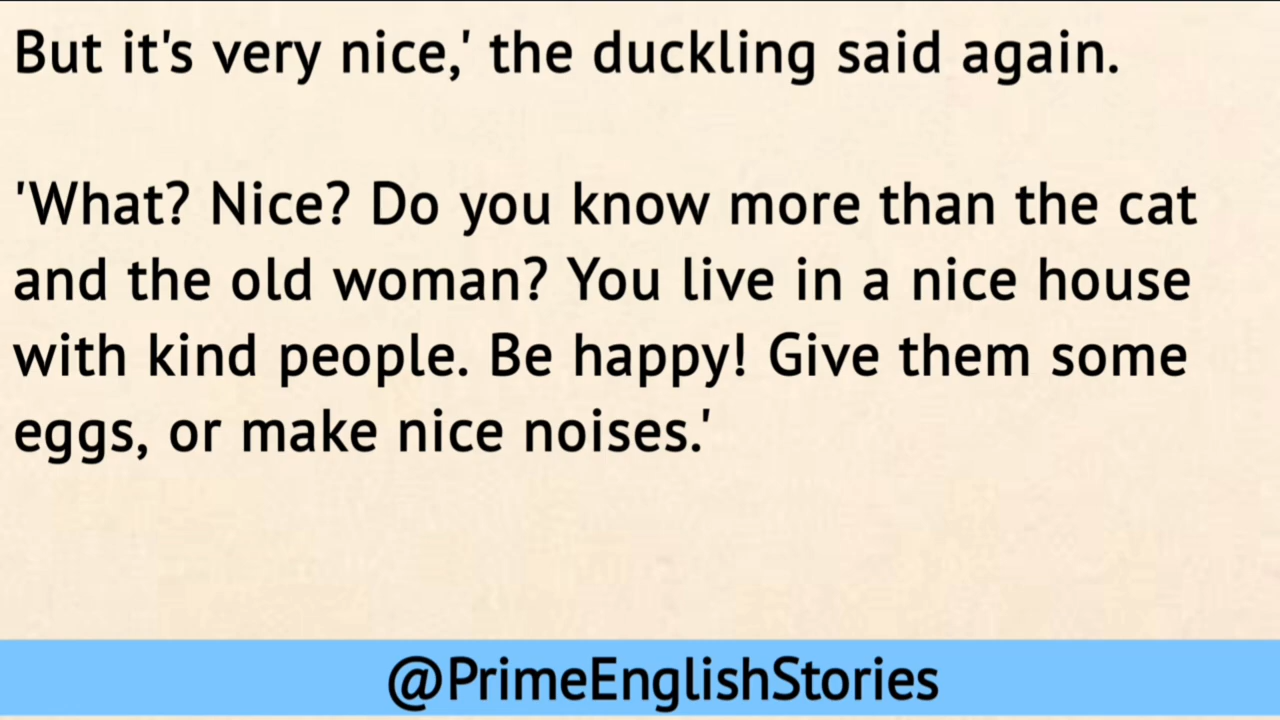 But it's very nice,' the duckling said again.
'What? Nice? Do you know more than the cat
and the old woman? You live in a nice house
with kind people. Be happy! Give them some
eggs, or make nice noises.'
@PrimeEnglishStories